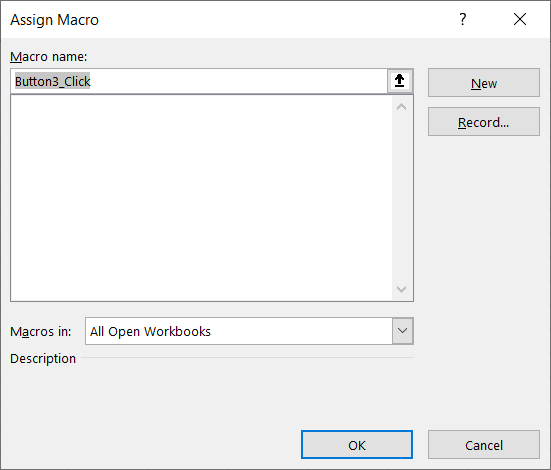 Assign Macro
?
Macro name:
Button3_Click
New
Record...
Macros in:
All Open Workbooks
Description
OK
Cancel